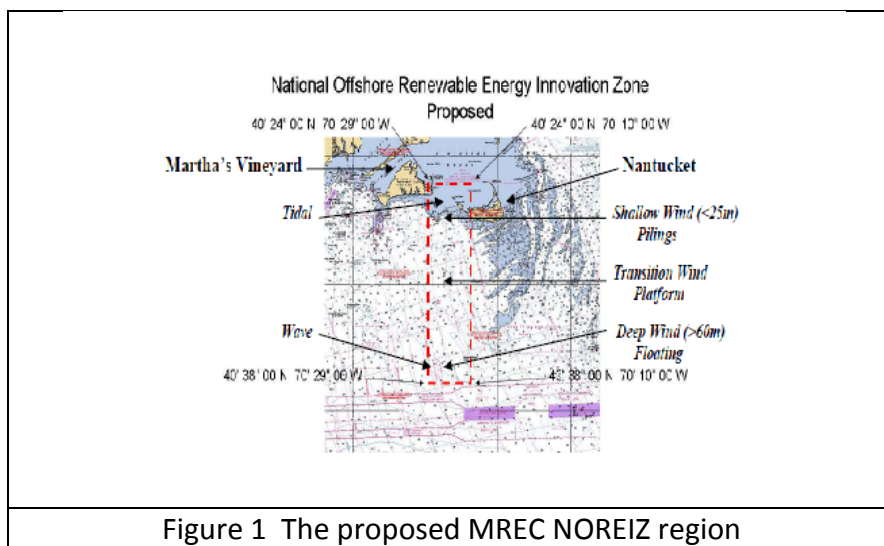 National Offshore Renewable Energy Innovation Zone
Proposed
40' 24' 00 N 70' 29' 00 W
40' 24' 00 N 70' 10' 00 W
Martha's Vineyard
Nantucket
Tidal
Shallow Wind (<25m)
Pilings
Transition Wind
Platform
Wave
Deep Wind (>60m)
Floating
40' 38' 00 N 70' 29' 00 W
38' 00 N 70' 10' 00 W
Figure 1 The proposed MREC NOREIZ region